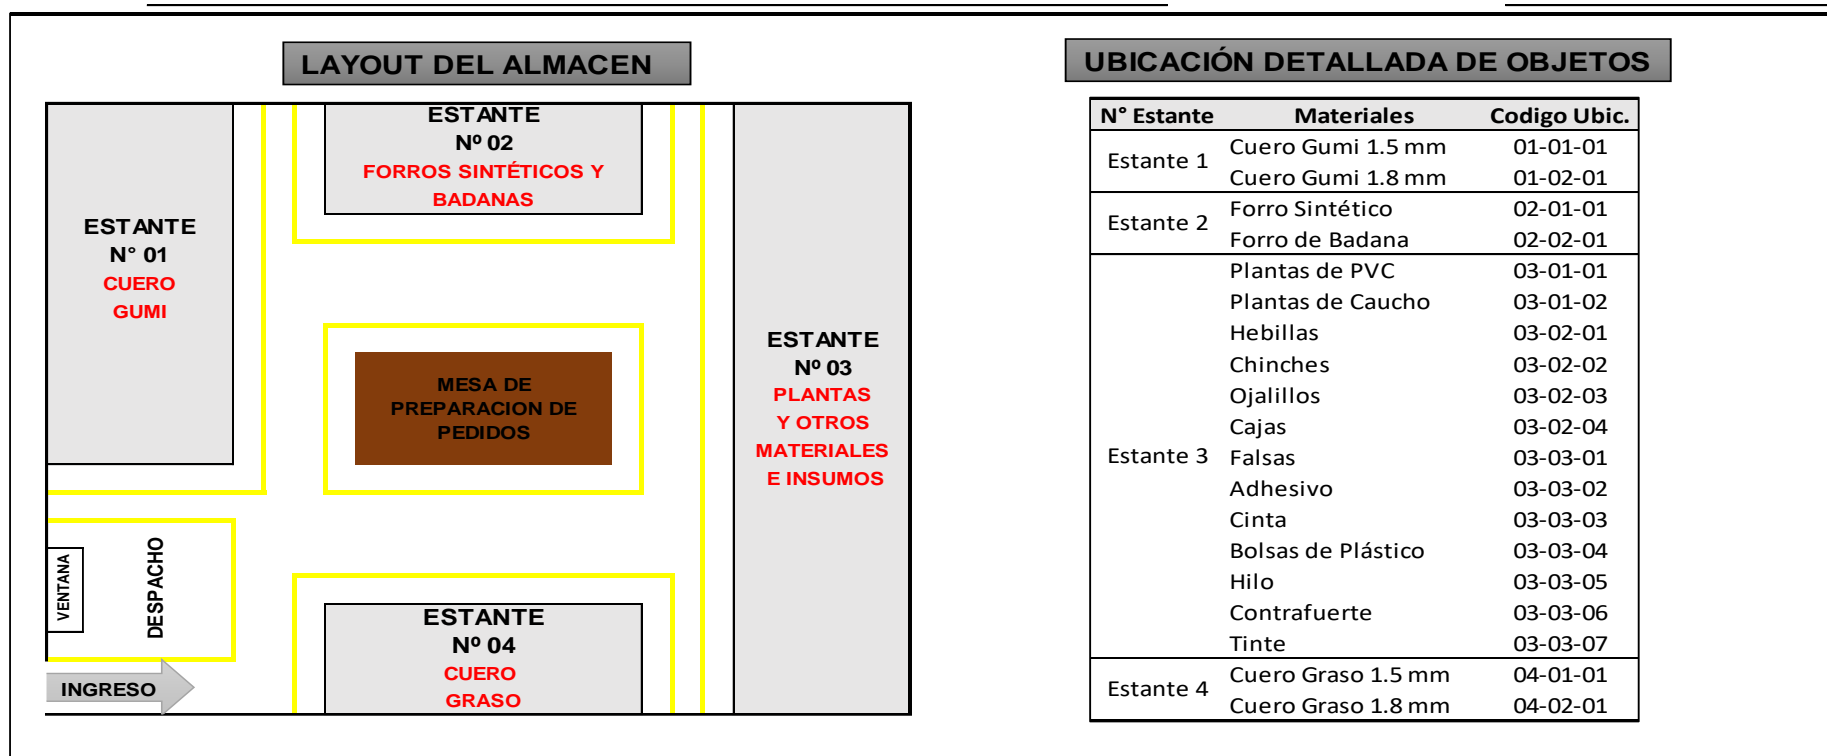 LAYOUT DEL ALMACEN
ESTANTE
N° 01
CUERO
GUMI
ESTANTE
Nº 02
FORROS SINTÉTICOS Y
BADANAS
MESA DE
PREPARACION DE
PEDIDOS
ESTANTE
Nº 03
PLANTAS
Y OTROS
MATERIALES
E INSUMOS
VENTANA
DESPACHO
INGRESO
ESTANTE
Nº 04
CUERO
GRASO
UBICACIÓN DETALLADA DE OBJETOS
N° Estante Materiales Codigo Ubic.
Estante 1
Cuero Gumi 1.5 mm 01-01-01
Cuero Gumi 1.8 mm 01-02-01
Estante 2
Forro Sintético 02-01-01
Forro de Badana 02-02-01
Estante 3
Plantas de PVC 03-01-01
Plantas de Caucho 03-01-02
Hebillas 03-02-01
Chinches 03-02-02
Ojalillos 03-02-03
Cajas 03-02-04
Falsas 03-03-01
Adhesivo 03-03-02
Cinta 03-03-03
Bolsas de Plástico 03-03-04
Hilo 03-03-05
Contrafuerte 03-03-06
Tinte 03-03-07
Estante 4
Cuero Graso 1.5 mm 04-01-01
Cuero Graso 1.8 mm 04-02-01